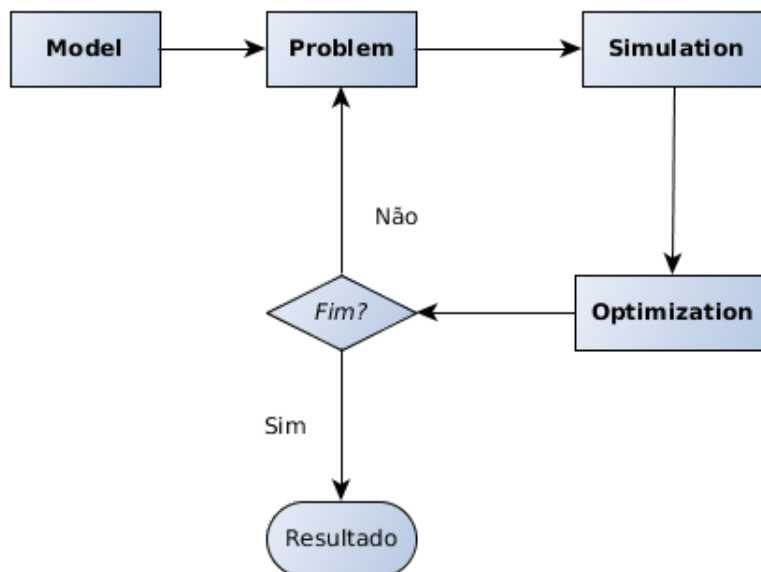 Model
Problem
Simulation
Não
Fim?
Optimization
Sim
Resultado